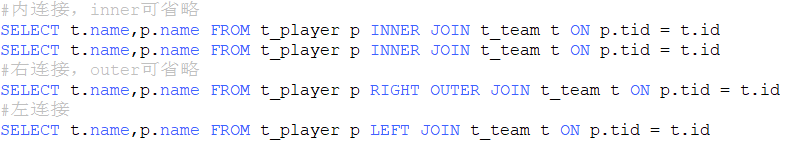 #内连接，inner可省略
SELECT t.name,p.name FROM t_player p INNER JOIN t_team t ON p.tid = t.id
SELECT t.name,p.name FROM t_player p INNER JOIN t_team t ON p.tid = t.id
#右连接，outer可省略
SELECT t.name,p.name FROM t_player p RIGHT OUTER JOIN t_team t ON p.tid = t.id
#左连接
SELECT t.name,p.name FROM t_player p LEFT JOIN t_team t ON p.tid = t.id